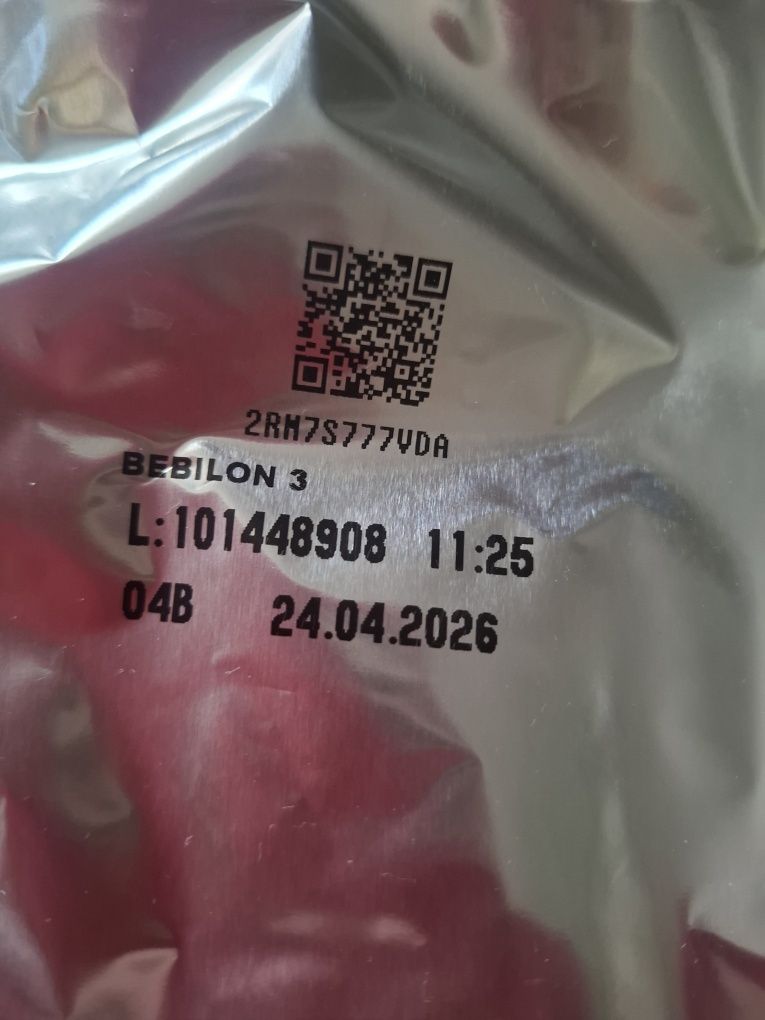 2RM7S777VDA
BEBILON 3
L:101448908 11:25
04B 24.04.2026